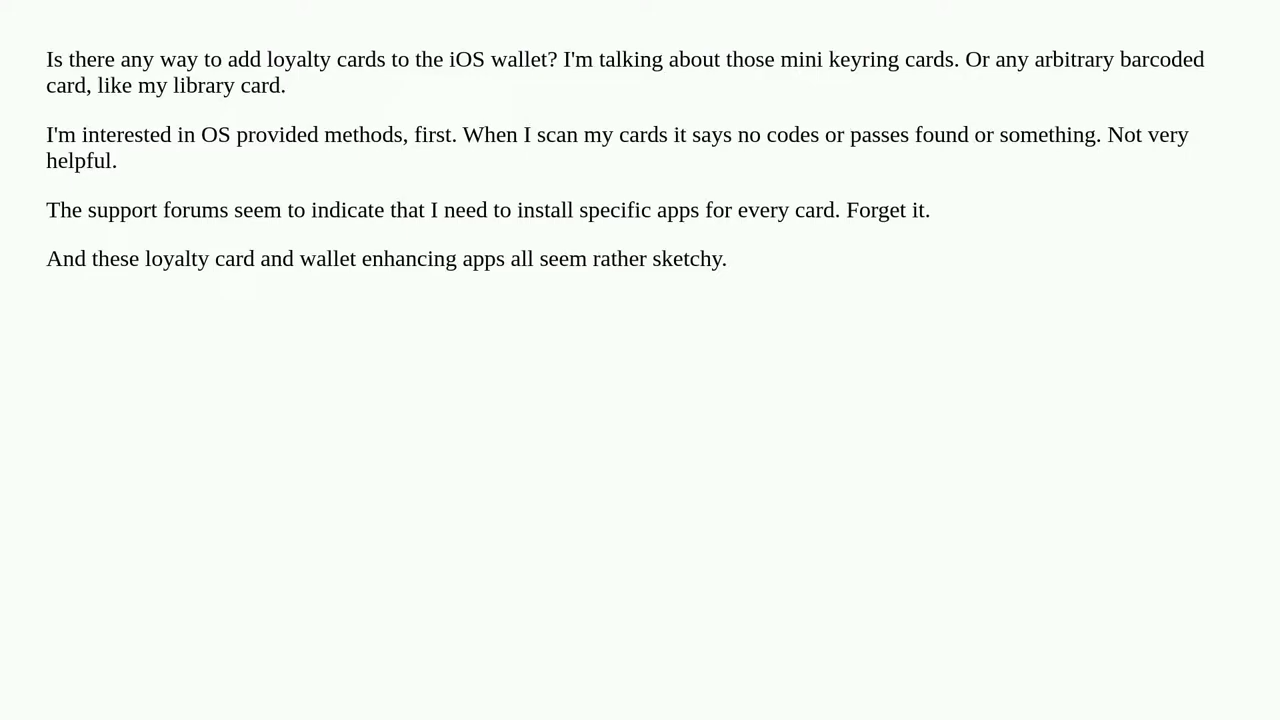 Is there any way to add loyalty cards to the iOS wallet? I'm talking about those mini keyring cards. Or any arbitrary barcoded
card, like my library card.
I'm interested in OS provided methods, first. When I scan my cards it says no codes or passes found or something. Not very
helpful.
The support forums seem to indicate that I need to install specific apps for every card. Forget it.
And these loyalty card and wallet enhancing apps all seem rather sketchy.